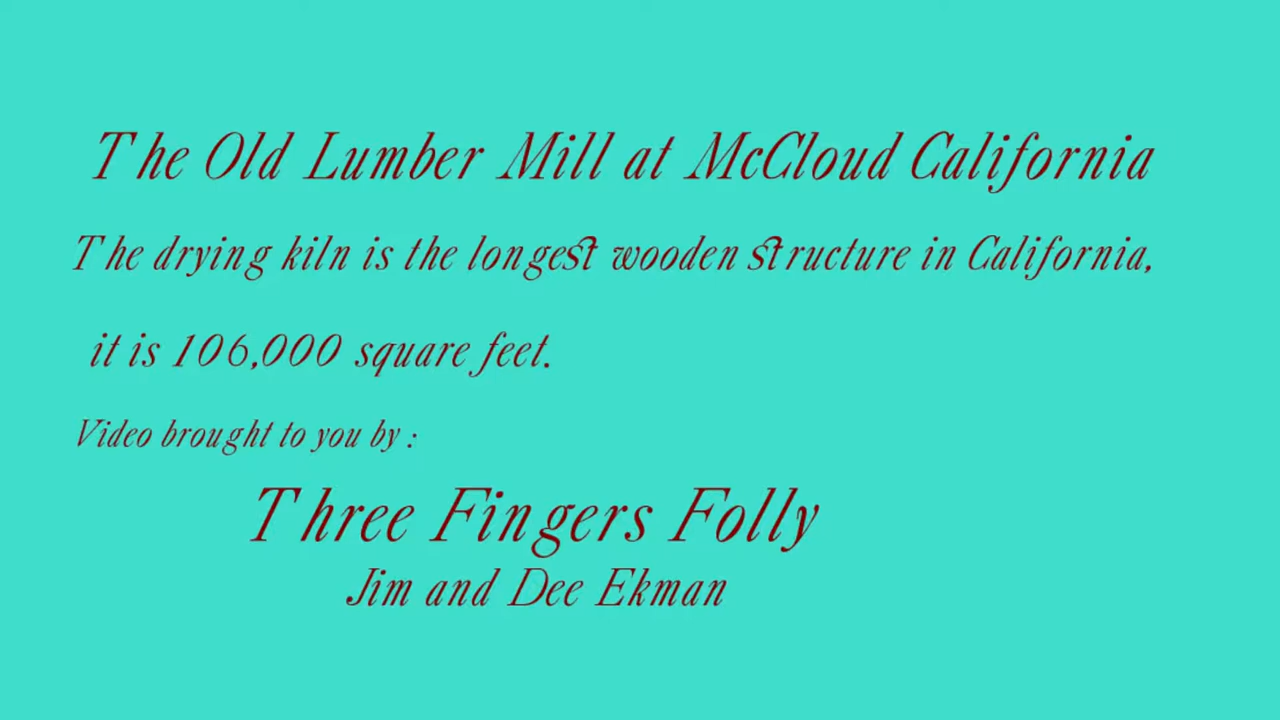 The Old Lumber Mill at McCloud California
The drying kiln is the longest wooden structure in California,
it is 106,000 square feet.
Video brought to you by :
Three Fingers Folly
Jim and Dee Ekman